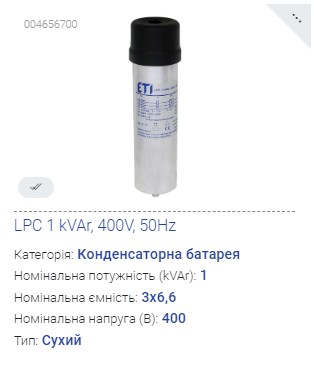 004656700
ETI
LPC 1 kVAr, 400V, 50Hz
Категорія: Конденсаторна батарея
Номінальна потужність (kVAr): 1
Номінальна ємність: 3x6,6
Номінальна напруга (В): 400
Тип: Сухий